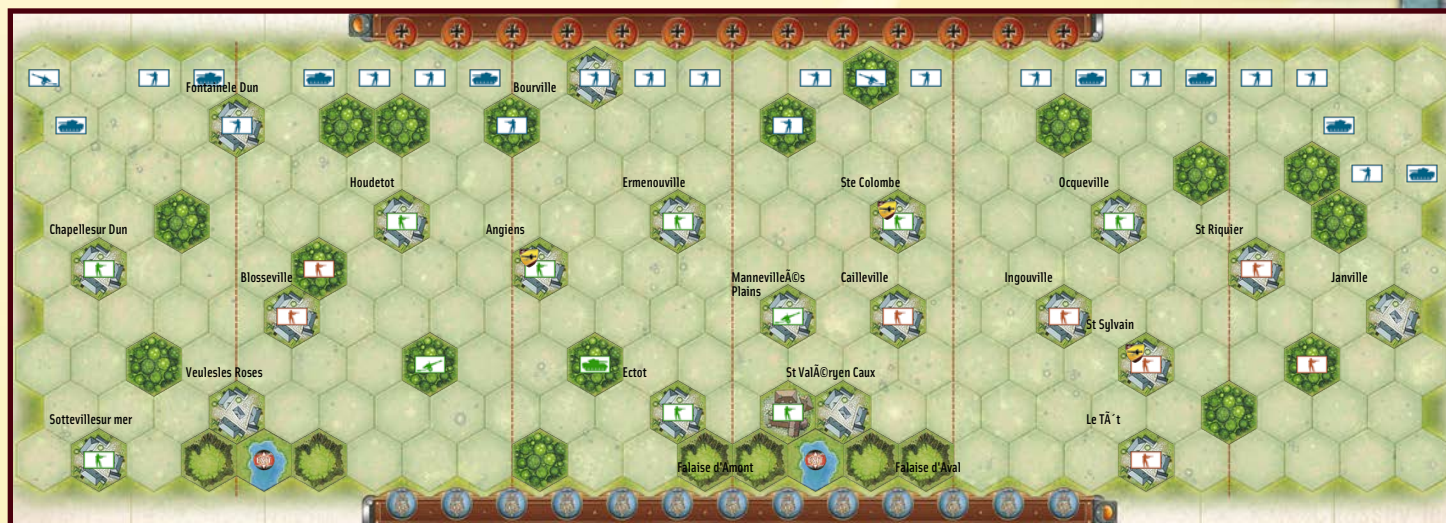 Fontainele Dun
Bourville
Houdetot
Ermenouville
Ste Colombe
Ocqueville
Chapellesur Dun
Angiens
St Riquier
Blosseville
MannevilleÃ©s
Plains
Cailleville
Ingouville
Janville
St Sylvain
Veulesles Roses
Ectot
St ValÃ©ryen Caux
Sottevillesur mer
Le TÃ´t
Falaise d'Amont
Falaise d'Aval